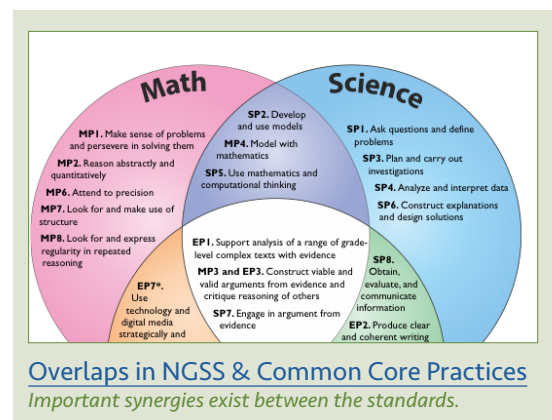 Math
Science
MP1. Make sense of problems
and persevere in solving them
MP2. Reason abstractly and
quantitatively
MP6. Attend to precision
MP7. Look for and make use of
structure
MP8. Look for and express
regularity in repeated
reasoning
SP2. Develop
and use models
MP4. Model with
mathematics
SP5. Use mathematics and
computational thinking
SP1. Ask questions and define
problems
SP3. Plan and carry out
investigations
SP4. Analyze and interpret data
SP6. Construct explanations
and design solutions
EP7*.
Use
technology and
digital media
strategically and
EP1. Support analysis of a range of grade-
level complex texts with evidence
MP3 and EP3. Construct viable and
valid arguments from evidence and
critique reasoning of others
SP7. Engage in argument from
evidence
SP8.
Obtain,
evaluate, and
communicate
information
EP2. Produce clear
and coherent writing
Overlaps in NGSS & Common Core Practices
Important synergies exist between the standards.